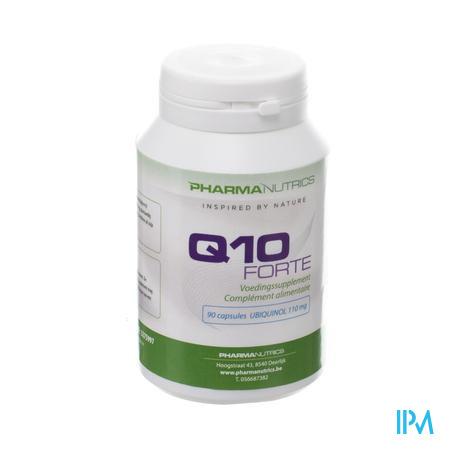 PHARMANUTRICS
INSPIRED BY NATURE
Q10
FORTE
Voedingssupplement
Complément alimentaire
90 capsules UBIQUINOL 110 mg
PHARMANUTRICS
Hoogstraat 43, 8540 Deerlijk
www.pharmanutrics.be
T. 056687382
IPM